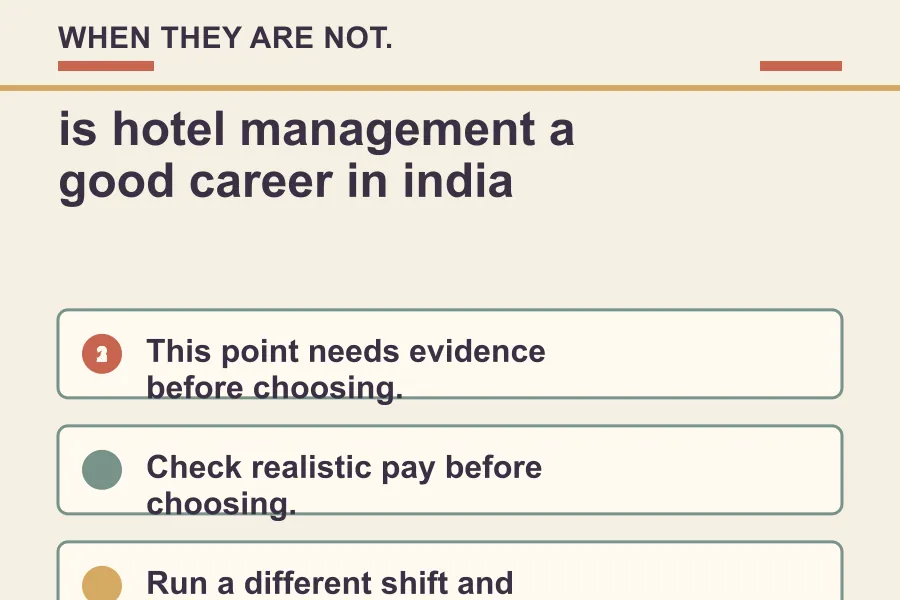 WHEN THEY ARE NOT.
is hotel management a
good career in india
This point needs evidence
before choosing.
Check realistic pay before
choosing.
Run a different shift and